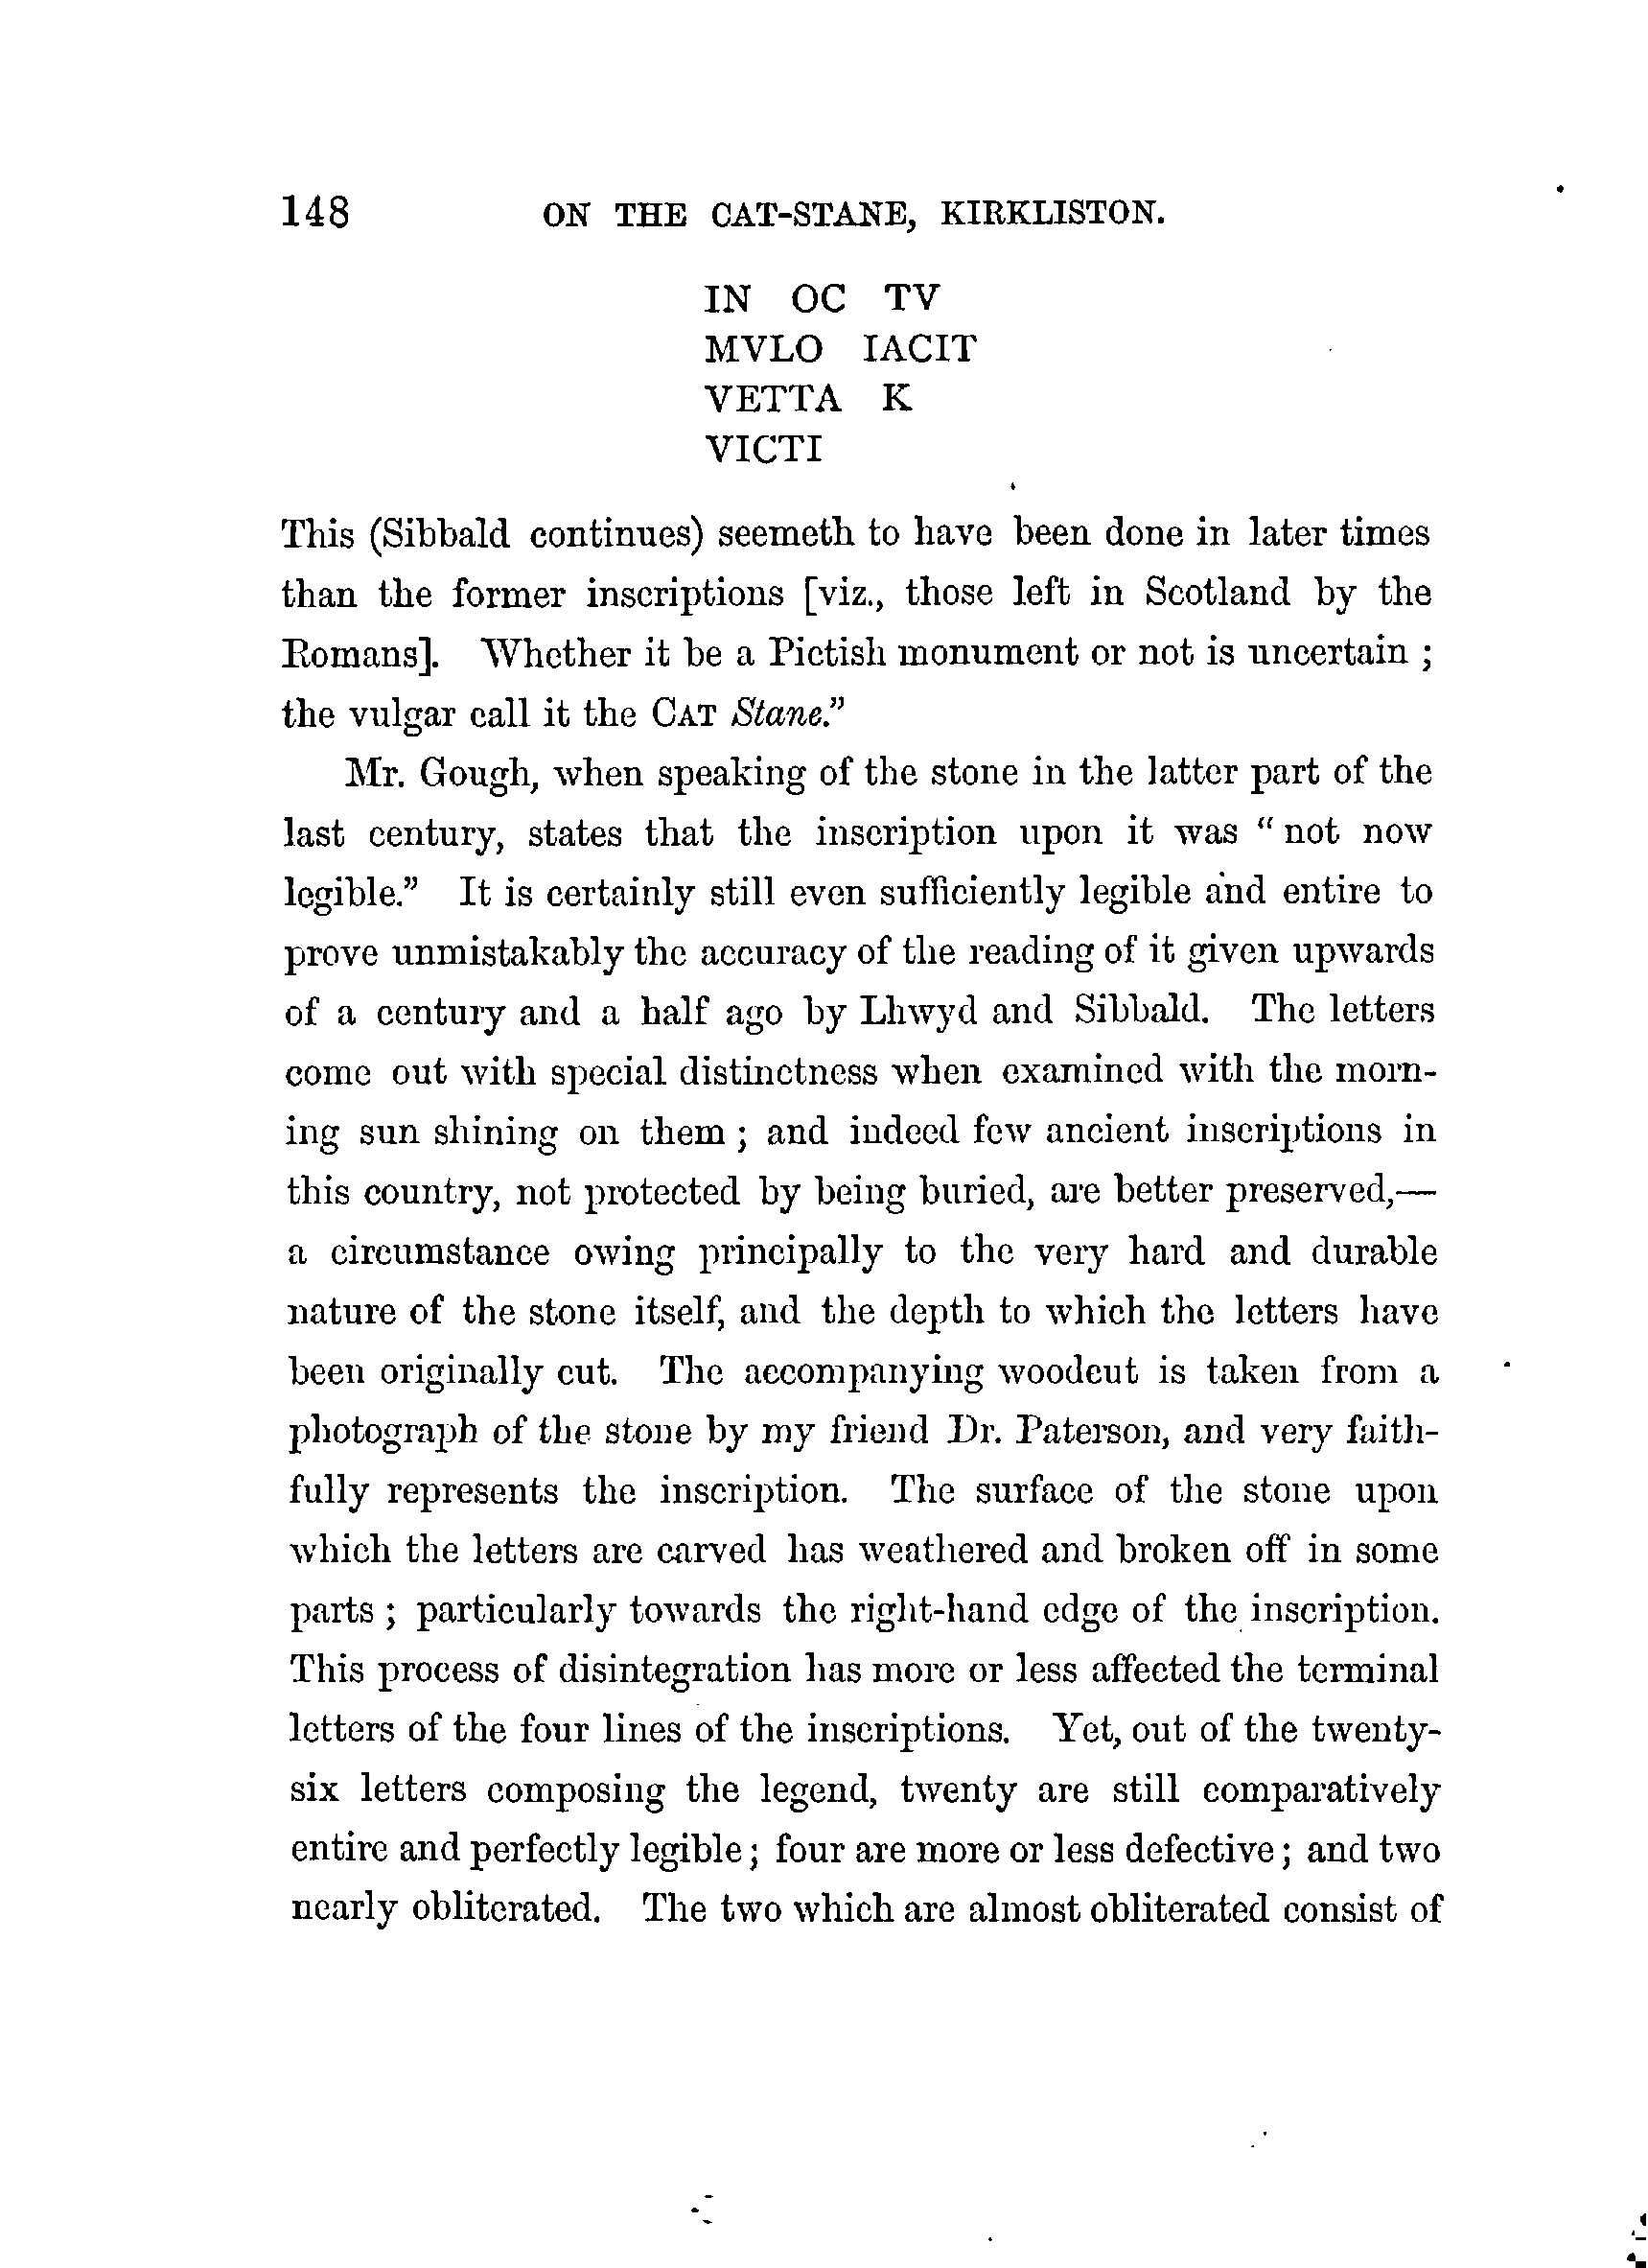 148 ON THE CAT-STANE, KIRKLISTON.
IN OC TV
MVLO IACIT
VETTA K
VICTI
This (Sibbald continues) seemeth to have been done in later times
than the former inscriptions [viz., those left in Scotland by the
Romans]. Whether it be a Pictish monument or not is uncertain ;
the vulgar call it the CAT Stane."
Mr. Gough, when speaking of the stone in the latter part of the
last century, states that the inscription upon it was " not now
legible." It is certainly still even sufficiently legible and entire to
prove unmistakably the accuracy of the reading of it given upwards
of a century and a half ago by Lhwyd and Sibbald. The letters
come out with special distinctness when examined with the morn-
ing sun shining on them ; and indeed few ancient inscriptions in
this country, not protected by being buried, are better preserved,—
a circumstance owing principally to the very hard and durable
nature of the stone itself, and the depth to which the letters have
been originally cut. The accompanying woodcut is taken from a
photograph of the stone by my friend Dr. Paterson, and very faith-
fully represents the inscription. The surface of the stone upon
which the letters are carved has weathered and broken off in some
parts ; particularly towards the right-hand edge of the inscription.
This process of disintegration has more or less affected the terminal
letters of the four lines of the inscriptions. Yet, out of the twenty-
six letters composing the legend, twenty are still comparatively
entire and perfectly legible ; four are more or less defective ; and two
nearly obliterated. The two which are almost obliterated consist of